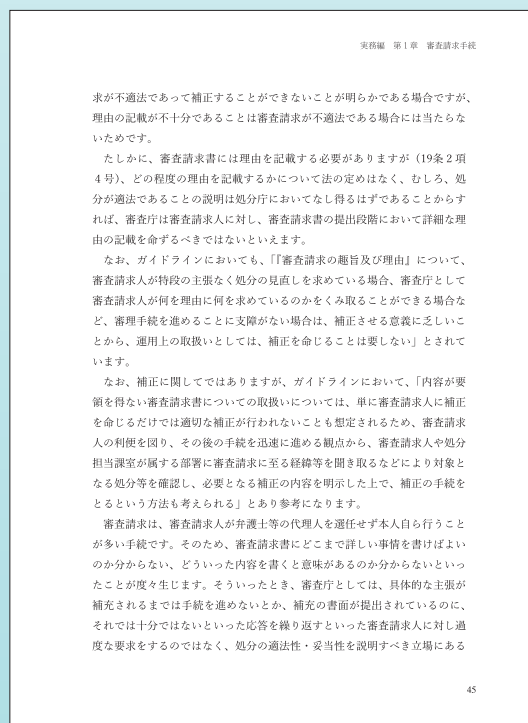 実務編　第1章　審査請求手続
求が不適法であって補正することができないことが明らかである場合ですが、
理由の記載が不十分であることは審査請求が不適法である場合には当たらな
いためです。
　たしかに、審査請求書には理由を記載する必要がありますが（19条2項
4号）、どの程度の理由を記載するかについて法の定めはなく、むしろ、処
分が適法であることの説明は処分庁においてなし得るはずであることからす
れば、審査庁は審査請求人に対し、審査請求書の提出段階において詳細な理
由の記載を命ずるべきではないといえます。
　なお、ガイドラインにおいても、「『審査請求の趣旨及び理由』について、
審査請求人が特段の主張なく処分の見直しを求めている場合、審査庁として
審査請求人が何を理由に何を求めているのかをくみ取ることができる場合な
ど、審理手続を進めることに支障がない場合は、補正させる意義に乏しいこ
とから、運用上の取扱いとしては、補正を命じることは要しない」とされて
います。
　なお、補正に関してではありますが、ガイドラインにおいて、「内容が要
領を得ない審査請求書についての取扱いについては、単に審査請求人に補正
を命じるだけでは適切な補正が行われないことも想定されるため、審査請求
人の利便を図り、その後の手続を迅速に進める観点から、審査請求人や処分
担当課室が属する部署に審査請求に至る経緯等を聞き取るなどにより対象と
なる処分等を確認し、必要となる補正の内容を明示した上で、補正の手続を
とるという方法も考えられる」とあり参考になります。
　審査請求は、審査請求人が弁護士等の代理人を選任せず本人自ら行うこと
が多い手続です。そのため、審査請求書にどこまで詳しい事情を書けばよい
のか分からない、どういった内容を書くと意味があるのか分からないといっ
たことが度々生じます。そういったとき、審査庁としては、具体的な主張が
補充されるまでは手続を進めないとか、補充の書面が提出されているのに、
それでは十分ではないといった応答を繰り返すといった審査請求人に対し過
度な要求をするのではなく、処分の適法性・妥当性を説明すべき立場にある
45